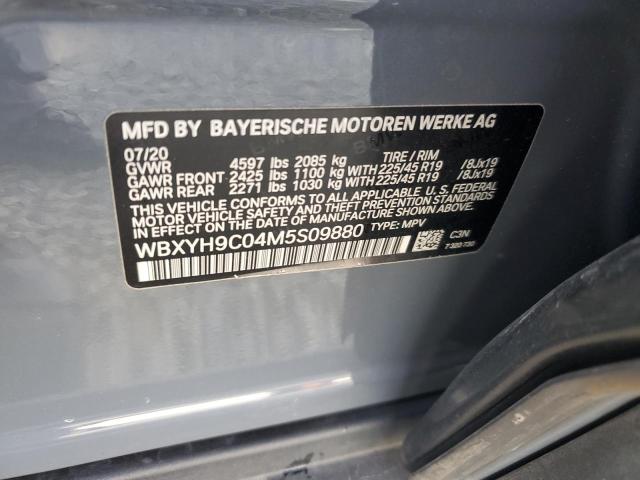 MFD BY BAYERISCHE MOTOREN WERKE AG
07/20
GVWR 4597 lbs 2085 kg TIRE / RIM
GAWR FRONT 2425 lbs 1100 kg WITH 225/45 R19 /8Jx19
GAWR REAR 2271 lbs 1030 kg WITH 225/45 R19 /8Jx19
THIS VEHICLE CONFORMS TO ALL APPLICABLE U.S. FEDERAL
MOTOR VEHICLE SAFETY AND THEFT PREVENTION STANDARDS
IN EFFECT ON THE DATE OF MANUFACTURE SHOWN ABOVE.
WBXYH9C04M5S09880 TYPE: MPV
C3N
7 320 730